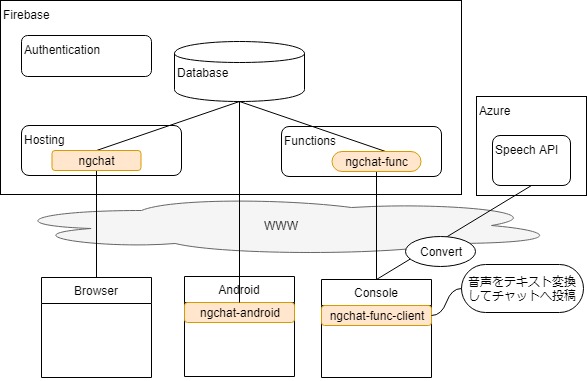 Firebase
Authentication
Database
Azure
Hosting
Functions
Speech API
ngchat
ngchat-func
WWW
Convert
Browser
Android
Console
音声をテキスト変換
してチャットへ投稿
ngchat-android
ngchat-func-client